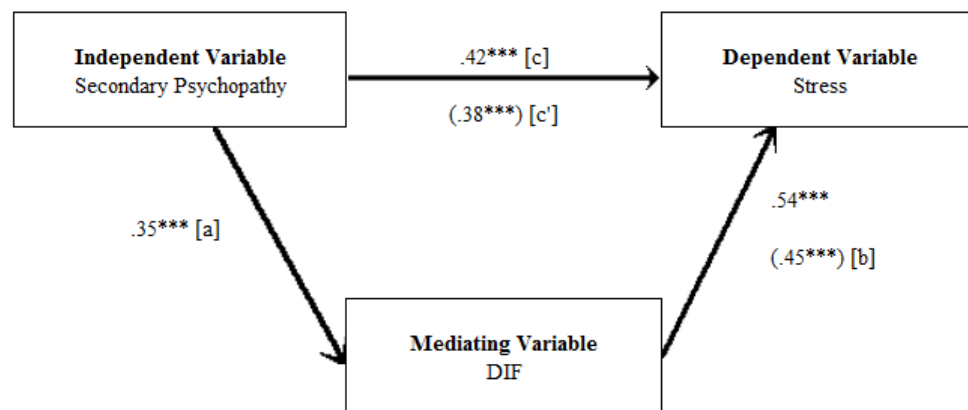 Independent Variable
Secondary Psychopathy
.42*** [c]
(.38***) [c']
Dependent Variable
Stress
.35*** [a]
.54***
(.45***) [b]
Mediating Variable
DIF